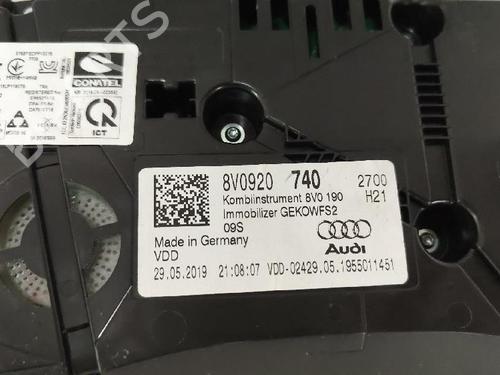 CONATEL
ICT
8V0920 740 2700
Kombiinstrument 8V0 190 H21
Immobilizer GEKOWFS2
09S
Made in Germany
VDD
Audi
29.05.2019 21:08:07 VDD-02429.05.1955011451